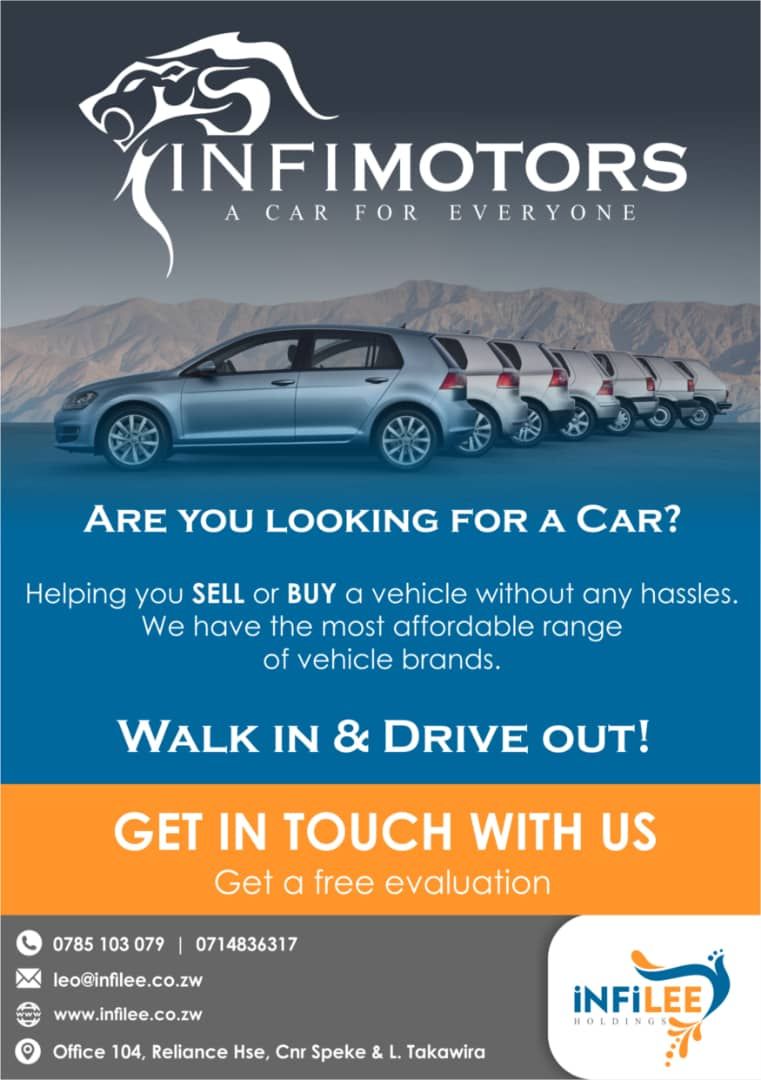 INFIMOTORS
A CAR FOR EVERYONE
ARE YOU LOOKING FOR A CAR?
Helping you SELL or BUY a vehicle without any hassles.
We have the most affordable range
of vehicle brands.
WALK IN & DRIVE OUT!
GET IN TOUCH WITH US
Get a free evaluation
0785 103 079 | 0714836317
leo@infilee.co.zw
www.infilee.co.zw
Office 104, Reliance Hse, Cnr Speke & L. Takawira
iNFiLEE
HOLDINGS